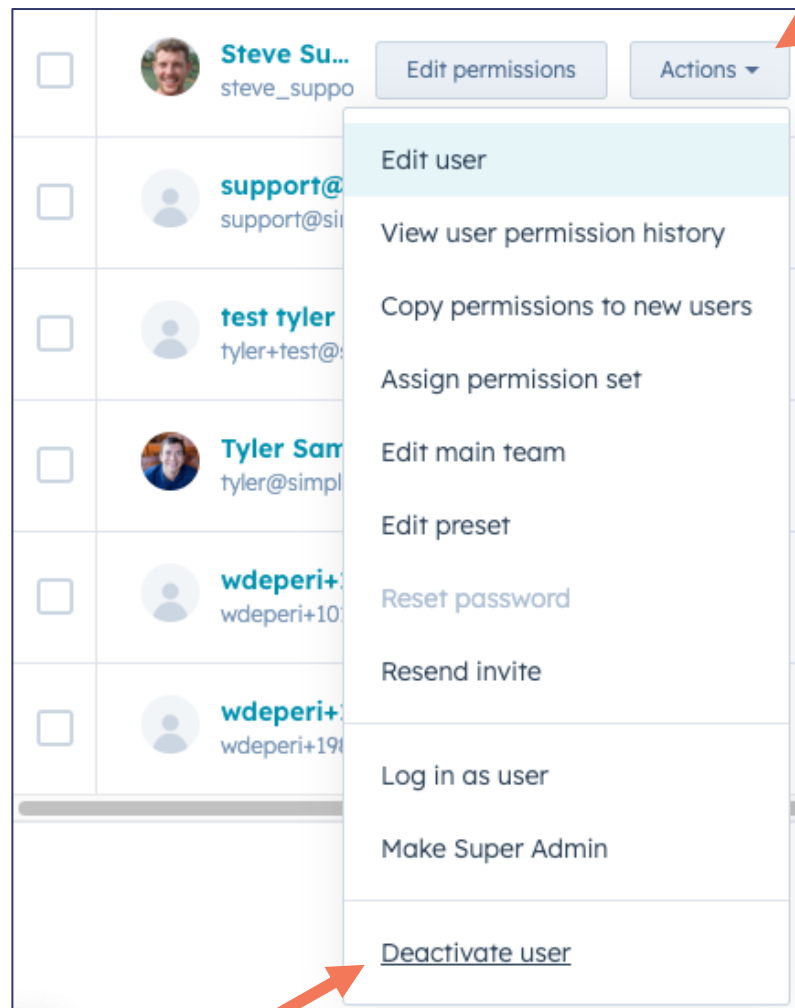 Steve Su...
steve_suppo
Edit permissions
Actions
Edit user
View user permission history
Copy permissions to new users
Assign permission set
Edit main team
Edit preset
Reset password
Resend invite
Log in as user
Make Super Admin
Deactivate user
support@
support@si
test tyler
tyler+test@
Tyler Sam
tyler@simpl
wdeperi+
wdeperi+10
wdeperi+
wdeperi+198